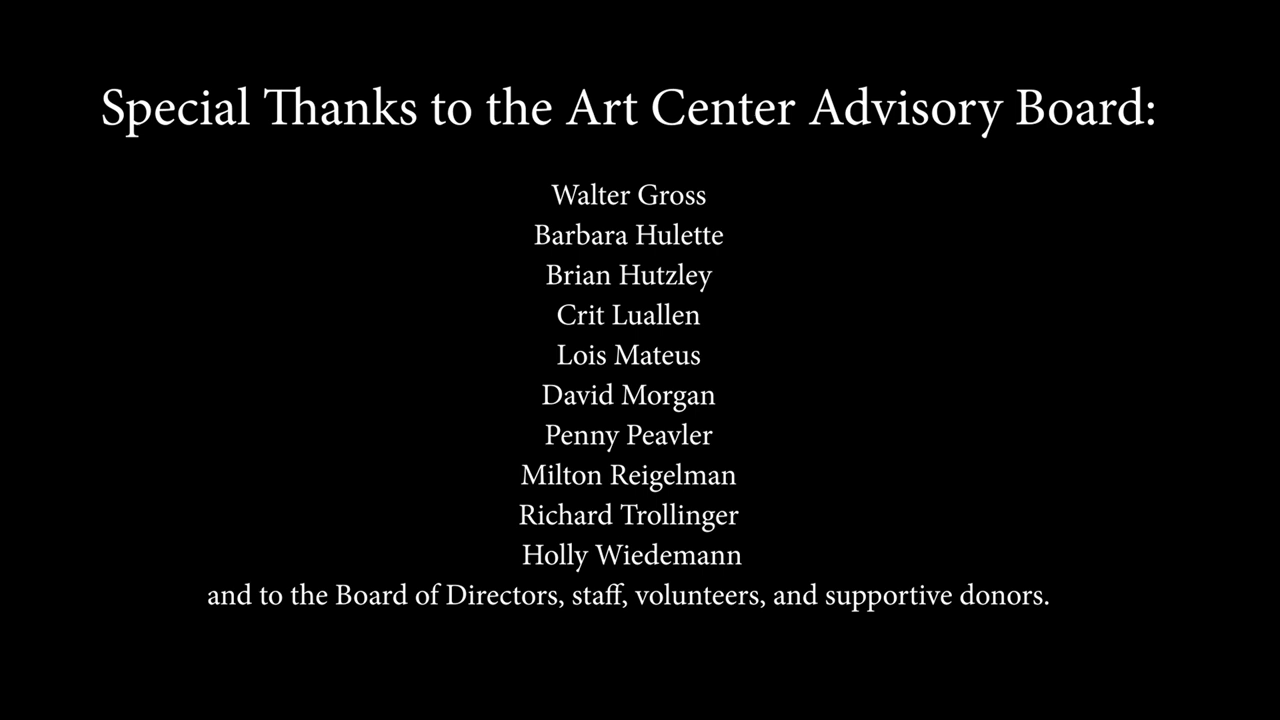 Special Thanks to the Art Center Advisory Board:
Walter Gross
Barbara Hulette
Brian Hutzley
Crit Luallen
Lois Mateus
David Morgan
Penny Peavler
Milton Reigelman
Richard Trollinger
Holly Wiedemann
and to the Board of Directors, staff, volunteers, and supportive donors.